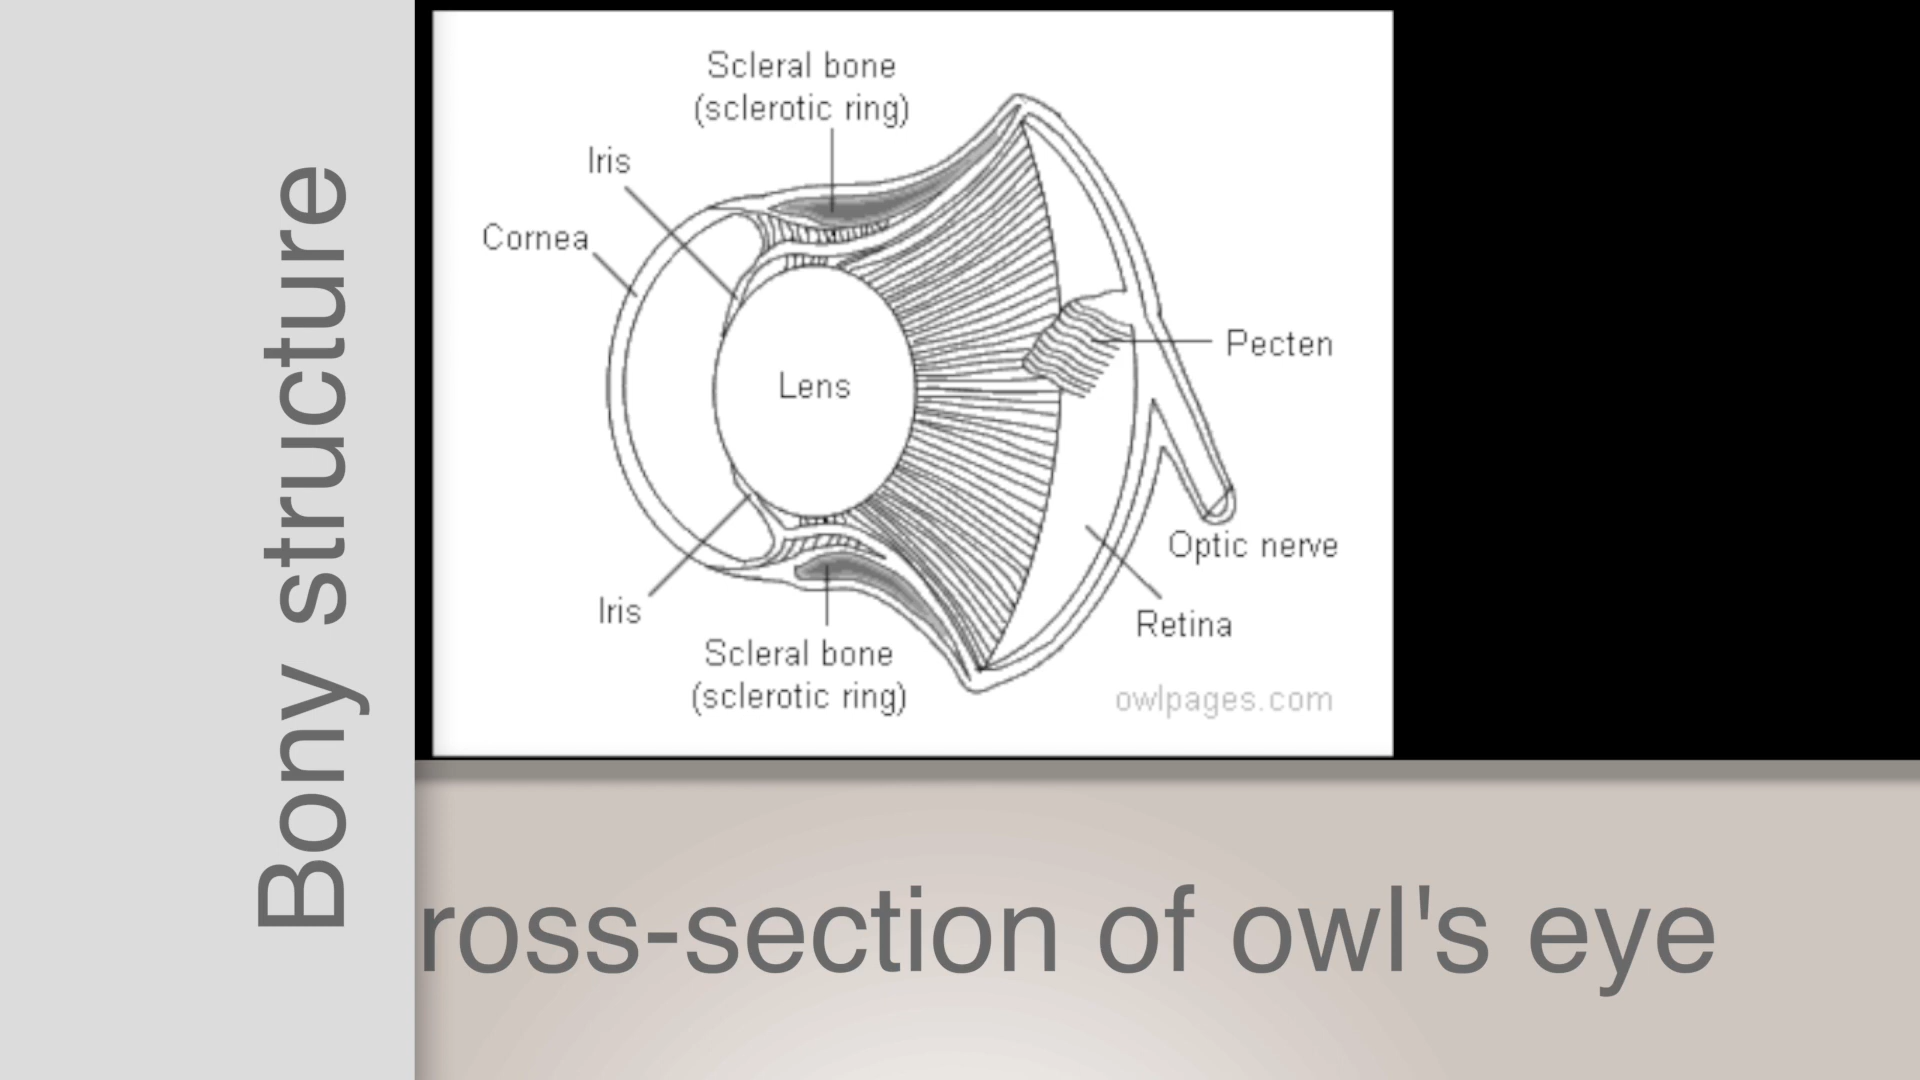 Bony structure
Scleral bone
(sclerotic ring)
Iris
Cornea
Lens
Pecten
Optic nerve
Iris
Retina
Scleral bone
(sclerotic ring)
owlpages.com
ross-section of owl's eye